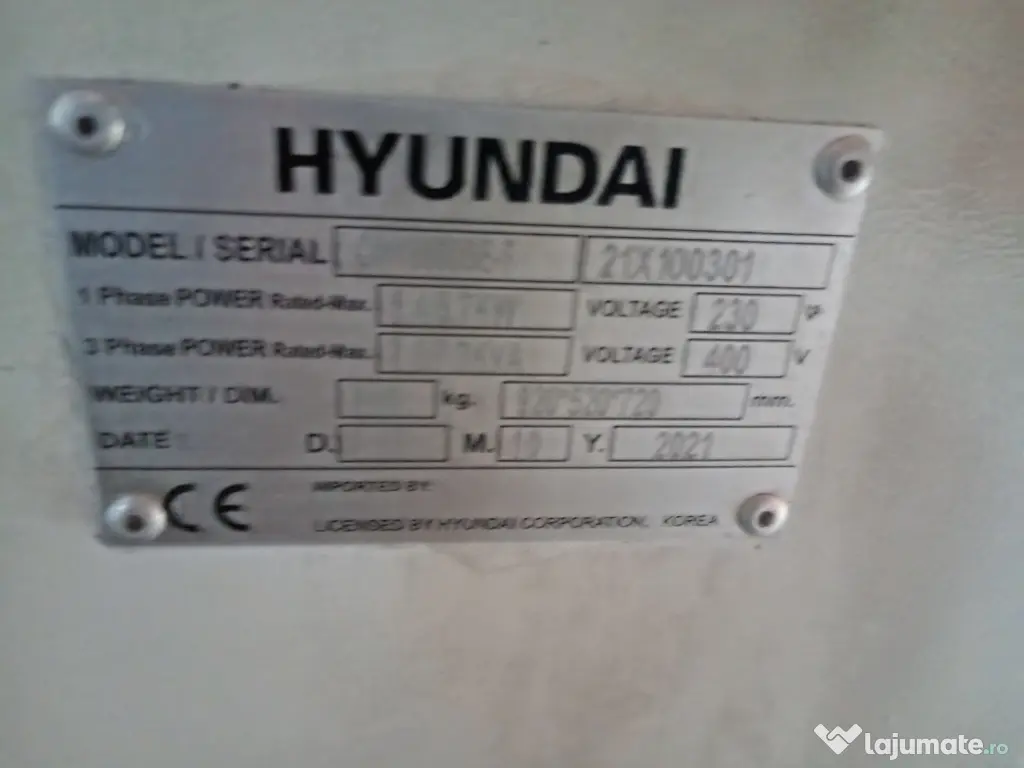 HYUNDAI
MODEL / SERIAL 21X100301
1 Phase POWER Rated-Max. VOLTAGE 230 V
3 Phase POWER Rated-Max. VOLTAGE 400 V
WEIGHT / DIM. kg. mm.
DATE D. M. 10 Y. 2021
CE IMPORTED BY:
LICENSED BY HYUNDAI CORPORATION, KOREA
lajumate.ro